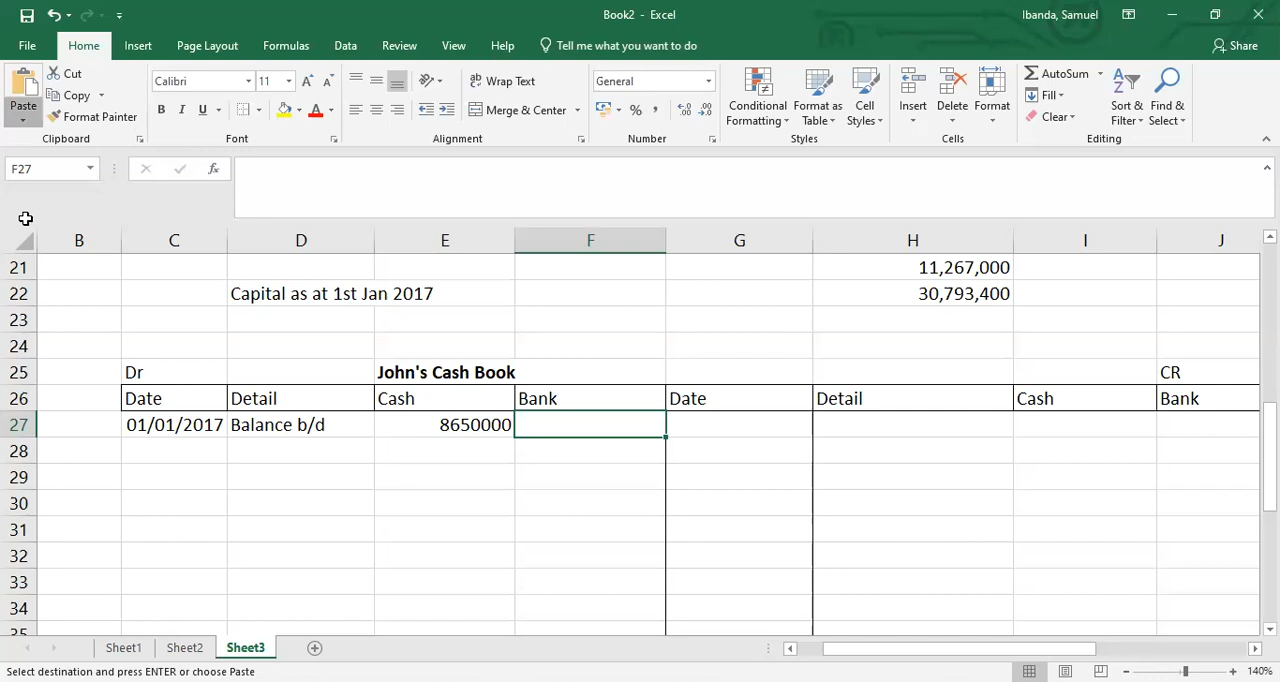 Book2 - Excel
Ibanda, Samuel
File Home Insert Page Layout Formulas Data Review View Help Tell me what you want to do Share
Cut
Copy
Format Painter
Paste
Clipboard
Calibri 11
A A
B I U A
Font
Wrap Text
Merge & Center
Alignment
General
%
Number
Conditional Formatting
Format as Table
Cell Styles
Styles
Insert Delete Format
Cells
AutoSum
Fill
Clear
Sort & Filter
Find & Select
Editing
F27 fx
B C D E F G H I J
21 11,267,000
22 Capital as at 1st Jan 2017 30,793,400
23
24
25 Dr John's Cash Book CR
26 Date Detail Cash Bank Date Detail Cash Bank
27 01/01/2017 Balance b/d 8650000
28
29
30
31
32
33
34
35
Sheet1 Sheet2 Sheet3
Select destination and press ENTER or choose Paste
140%